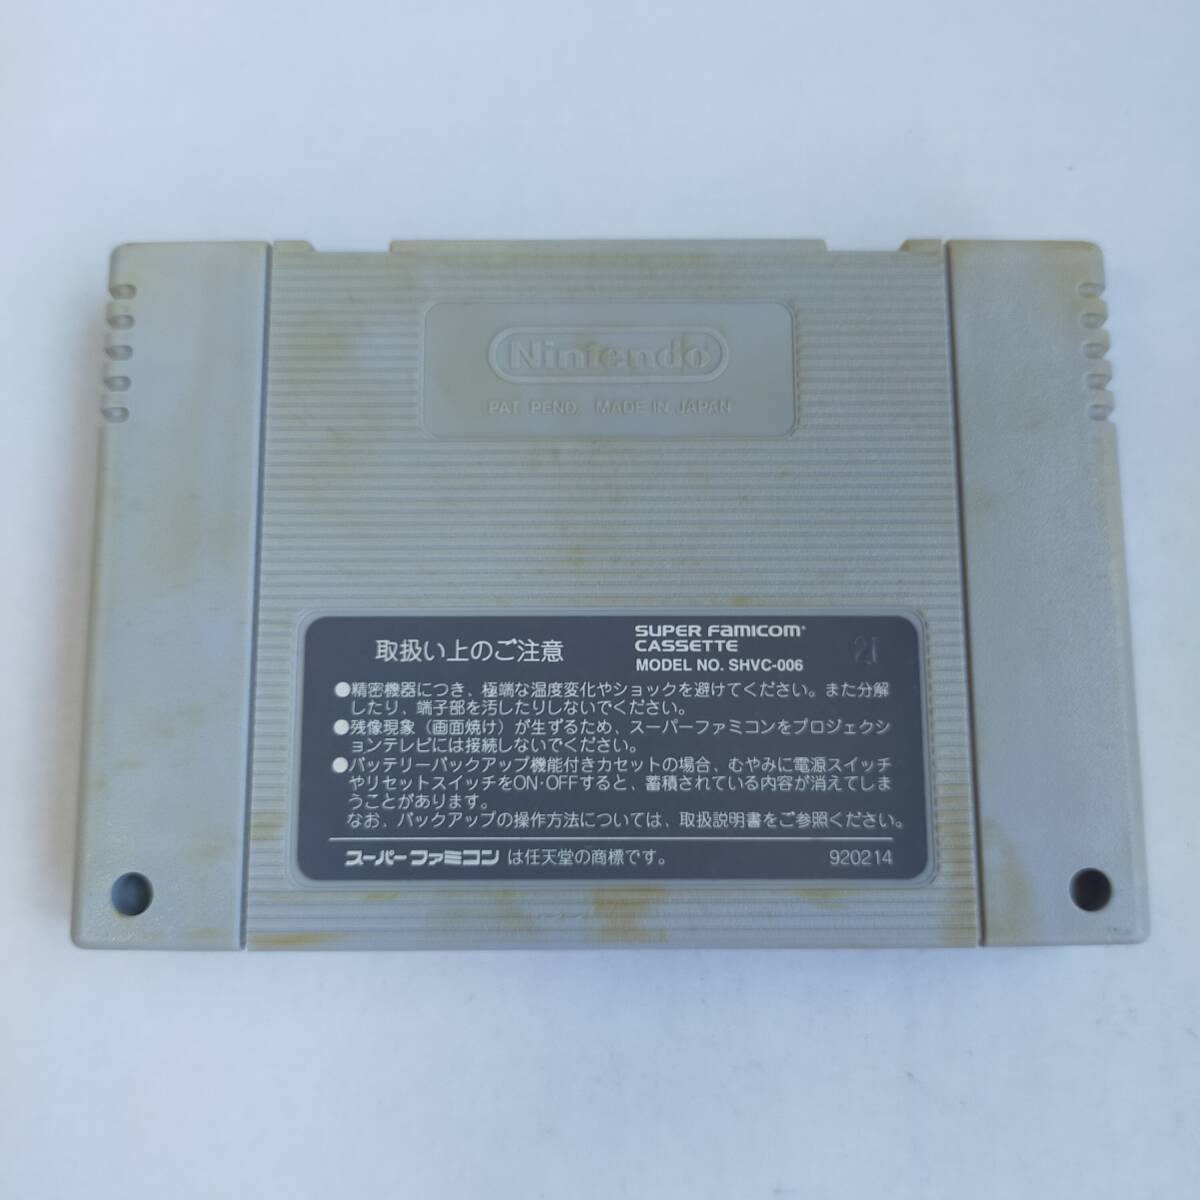 Nintendo
PAT. PEND. MADE IN JAPAN
取扱い上のご注意
SUPER FAMICOM
CASSETTE
MODEL NO. SHVC-006
●精密機器につき、極端な温度変化やショックを避けてください。また分解
したり、端子部を汚したりしないでください。
●残像現象（画面焼け）が生ずるため、スーパーファミコンをプロジェクシ
ョンテレビには接続しないでください。
●バッテリーバックアップ機能付きカセットの場合、むやみに電源スイッチ
やリセットスイッチをON・OFFすると、蓄積されている内容が消えてしま
うことがあります。
なお、バックアップの操作方法については、取扱説明書をご参照ください。
スーパーファミコン は任天堂の商標です。
920214